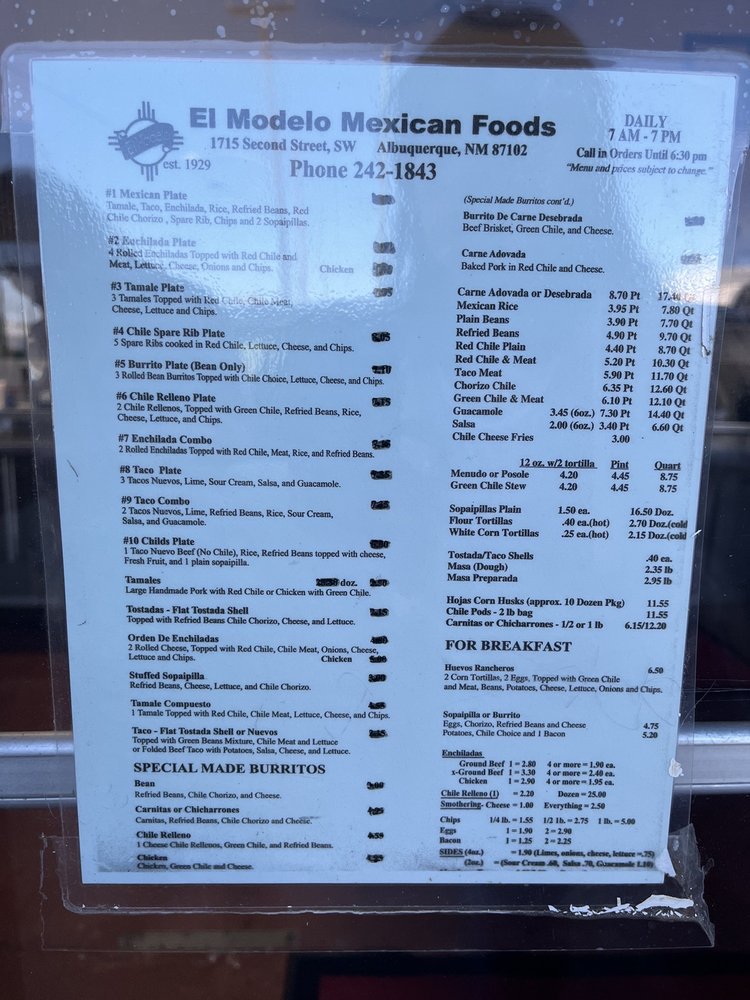 El Modelo Mexican Foods
1715 Second Street, SW Albuquerque, NM 87102
Phone 242-1843
est. 1929
DAILY
7 AM - 7 PM
Call in Orders Until 6:30 pm
"Menu and prices subject to change."
#1 Mexican Plate
Tamale, Taco, Enchilada, Rice, Refried Beans, Red
Chile Chorizo , Spare Rib, Chips and 2 Sopaipillas.
#2 Enchilada Plate
4 Rolled Enchiladas Topped with Red Chile and
Meat, Lettuce, Cheese, Onions and Chips. Chicken
#3 Tamale Plate
3 Tamales Topped with Red Chile, Chile Meat,
Cheese, Lettuce and Chips.
#4 Chile Spare Rib Plate
5 Spare Ribs cooked in Red Chile, Lettuce, Cheese, and Chips.
#5 Burrito Plate (Bean Only)
3 Rolled Bean Burritos Topped with Chile Choice, Lettuce, Cheese, and Chips.
#6 Chile Relleno Plate
2 Chile Rellenos, Topped with Green Chile, Refried Beans, Rice,
Cheese, Lettuce, and Chips.
#7 Enchilada Combo
2 Rolled Enchiladas Topped with Red Chile, Meat, Rice, and Refried Beans.
#8 Taco Plate
3 Tacos Nuevos, Lime, Sour Cream, Salsa, and Guacamole.
#9 Taco Combo
2 Tacos Nuevos, Lime, Refried Beans, Rice, Sour Cream,
Salsa, and Guacamole.
#10 Childs Plate
1 Taco Nuevo Beef (No Chile), Rice, Refried Beans topped with cheese,
Fresh Fruit, and 1 plain sopaipilla.
Tamales doz.
Large Handmade Pork with Red Chile or Chicken with Green Chile.
Tostadas - Flat Tostada Shell
Topped with Refried Beans Chile Chorizo, Cheese, and Lettuce.
Orden De Enchiladas
2 Rolled Cheese, Topped with Red Chile, Chile Meat, Onions, Cheese,
Lettuce and Chips. Chicken
Stuffed Sopaipilla
Refried Beans, Cheese, Lettuce, and Chile Chorizo.
Tamale Compuesto
1 Tamale Topped with Red Chile, Chile Meat, Lettuce, Cheese, and Chips.
Taco - Flat Tostada Shell or Nuevos
Topped with Green Beans Mixture, Chile Meat and Lettuce
or Folded Beef Taco with Potatoes, Salsa, Cheese, and Lettuce.
SPECIAL MADE BURRITOS
Bean
Refried Beans, Chile Chorizo, and Cheese.
Carnitas or Chicharrones
Carnitas, Refried Beans, Chile Chorizo and Cheese.
Chile Relleno
1 Cheese Chile Rellenos, Green Chile, and Refried Beans.
Chicken
Chicken, Green Chile and Cheese.
(Special Made Burritos cont'd.)
Burrito De Carne Desebrada
Beef Brisket, Green Chile, and Cheese.
Carne Adovada
Baked Pork in Red Chile and Cheese.
Carne Adovada or Desebrada 8.70 Pt 17.40 Qt
Mexican Rice 3.95 Pt 7.80 Qt
Plain Beans 3.90 Pt 7.70 Qt
Refried Beans 4.90 Pt 9.70 Qt
Red Chile Plain 4.40 Pt 8.70 Qt
Red Chile & Meat 5.20 Pt 10.30 Qt
Taco Meat 5.90 Pt 11.70 Qt
Chorizo Chile 6.35 Pt 12.60 Qt
Green Chile & Meat 6.10 Pt 12.10 Qt
Guacamole 3.45 (6oz.) 7.30 Pt 14.40 Qt
Salsa 2.00 (6oz.) 3.40 Pt 6.60 Qt
Chile Cheese Fries 3.00
12 oz. w/2 tortilla Pint Quart
Menudo or Posole 4.20 4.45 8.75
Green Chile Stew 4.20 4.45 8.75
Sopaipillas Plain 1.50 ea. 16.50 Doz.
Flour Tortillas .40 ea.(hot) 2.70 Doz.(cold
White Corn Tortillas .25 ea.(hot) 2.15 Doz.(cold
Tostada/Taco Shells .40 ea.
Masa (Dough) 2.35 lb
Masa Preparada 2.95 lb
Hojas Corn Husks (approx. 10 Dozen Pkg) 11.55
Chile Pods - 2 lb bag 11.55
Carnitas or Chicharrones - 1/2 or 1 lb 6.15/12.20
FOR BREAKFAST
Huevos Rancheros 6.50
2 Corn Tortillas, 2 Eggs, Topped with Green Chile
and Meat, Beans, Potatoes, Cheese, Lettuce, Onions and Chips.
Sopaipilla or Burrito
Eggs, Chorizo, Refried Beans and Cheese 4.75
Potatoes, Chile Choice and 1 Bacon 5.20
Enchiladas
Ground Beef 1 = 2.80 4 or more = 1.90 ea.
x-Ground Beef 1 = 3.30 4 or more = 2.40 ea.
Chicken 1 = 2.90 4 or more = 1.95 ea.
Chile Relleno (1) = 2.20 Dozen = 25.00
Smothering- Cheese = 1.00 Everything = 2.50
Chips 1/4 lb. = 1.55 1/2 lb. = 2.75 1 lb. = 5.00
Eggs 1 = 1.90 2 = 2.90
Bacon 1 = 1.25 2 = 2.25
SIDES (4oz.) = 1.90 (Limes, onions, cheese, lettuce =.75)
(2oz.) = (Sour Cream .60, Salsa .70, Guacamole 1.10)